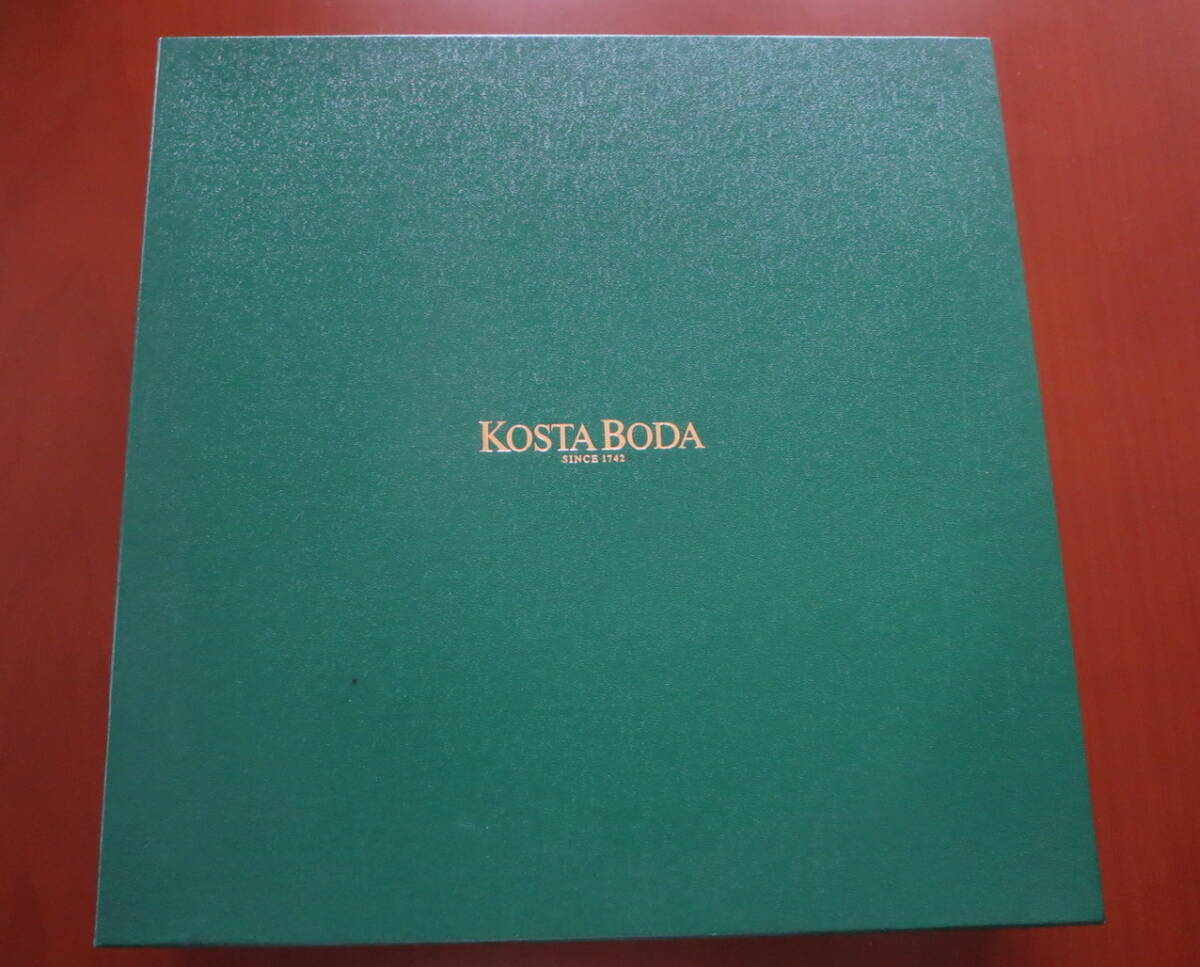 KOSTA BODA
SINCE 1742